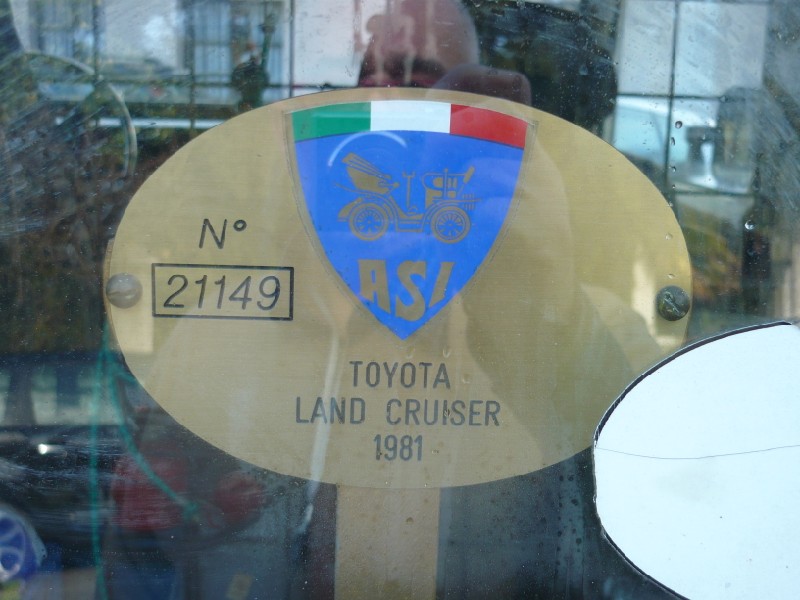 ASI
N°
21149
TOYOTA
LAND CRUISER
1981